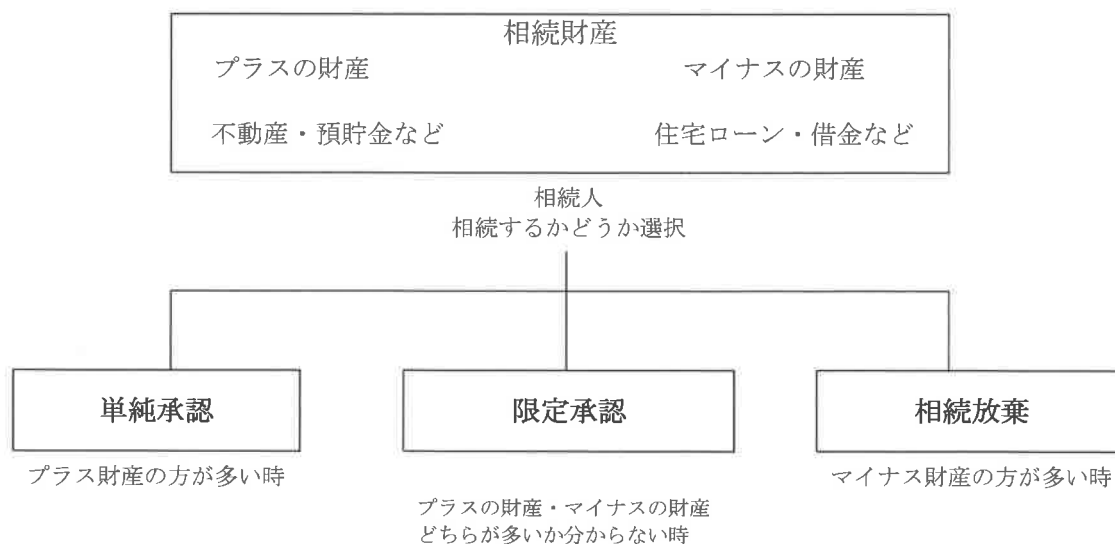 相続財産
プラスの財産
マイナスの財産
不動産・預貯金など
住宅ローン・借金など
相続人
相続するかどうか選択
単純承認
限定承認
相続放棄
プラス財産の方が多い時
マイナス財産の方が多い時
プラスの財産・マイナスの財産
どちらが多いか分からない時